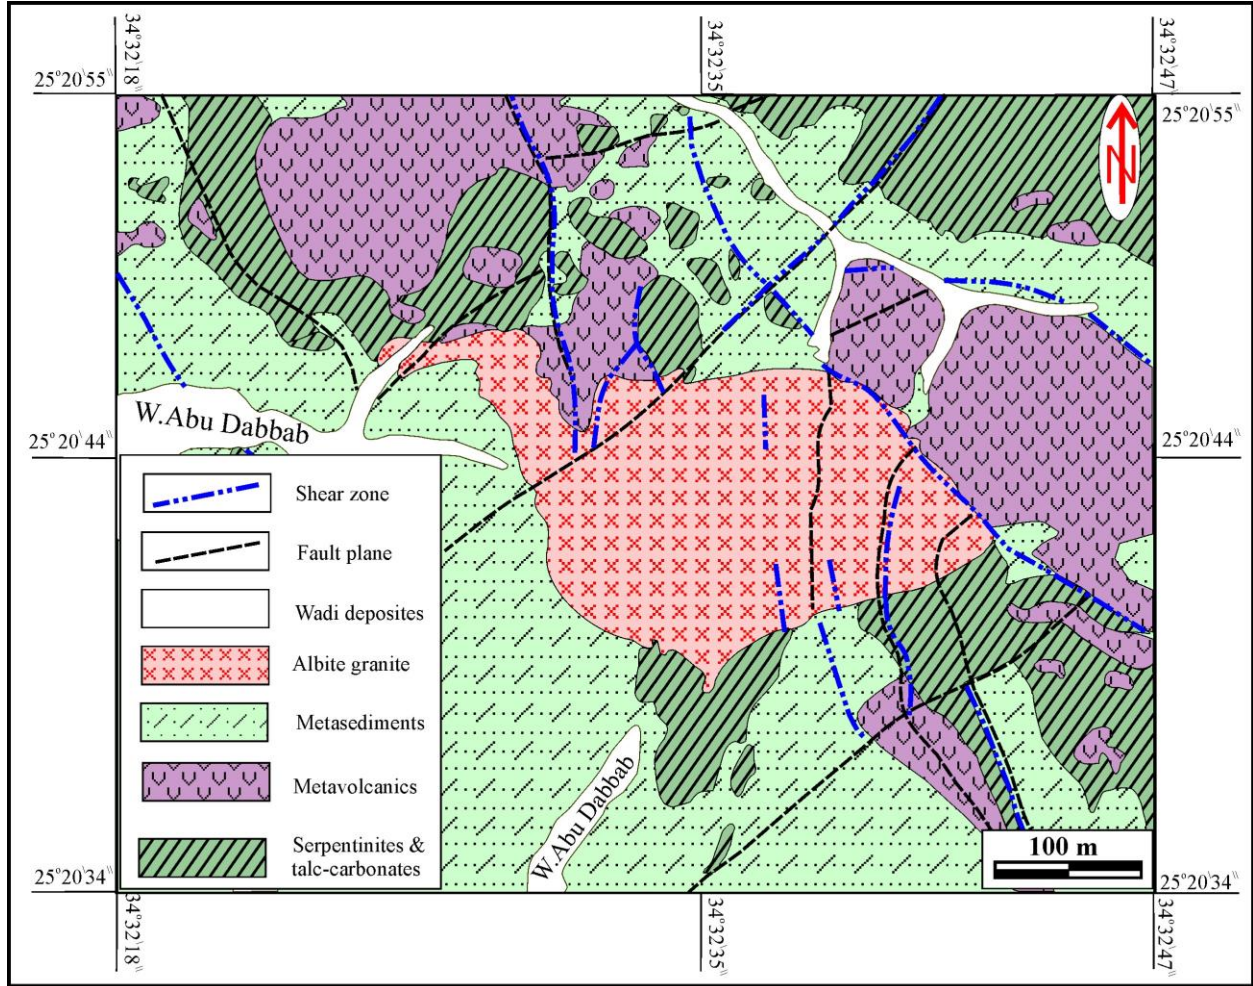 34°32\18\\
34°32\35\\
34°32\47\\
25°20\55\\
25°20\55\\
N
W.Abu Dabbab
25°20\44\\
25°20\44\\
Shear zone
Fault plane
Wadi deposites
Albite granite
Metasediments
Metavolcanics
Serpentinites &
talc-carbonates
W.Abu Dabbab
100 m
25°20\34\\
25°20\34\\
34°32\18\\
34°32\35\\
34°32\47\\